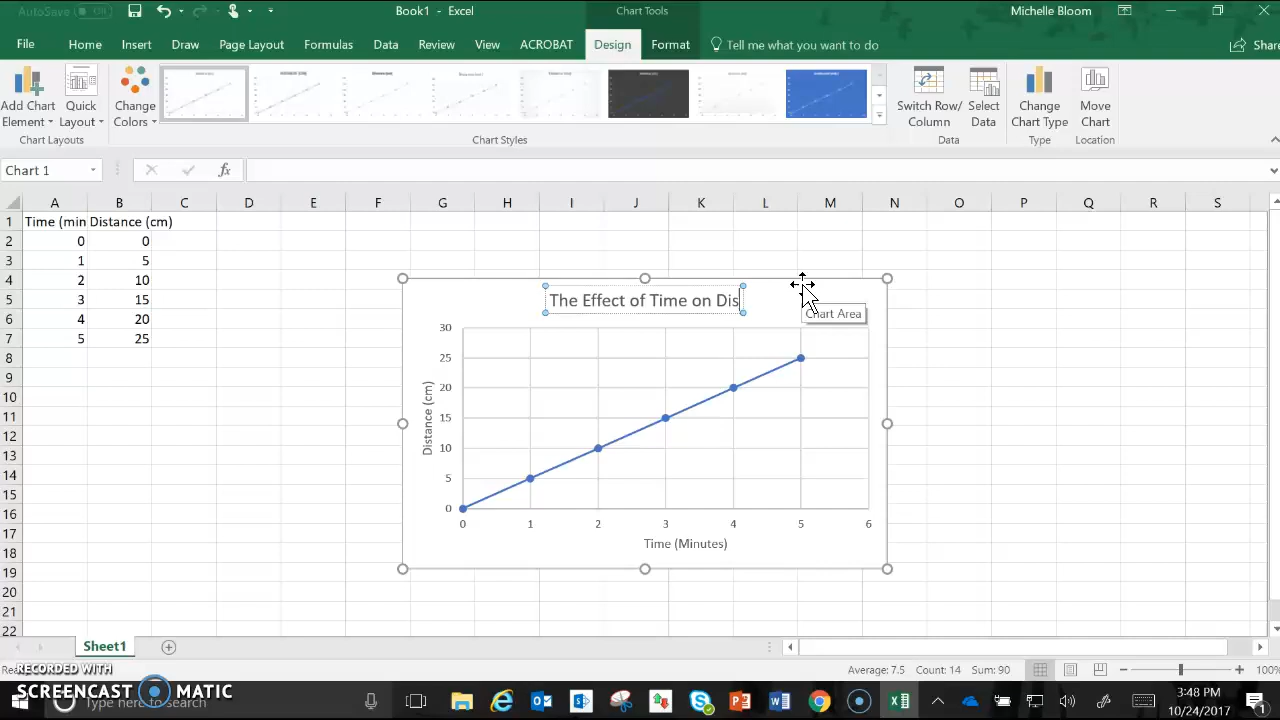 AutoSave Off
Book1 - Excel
Chart Tools
Michelle Bloom
File Home Insert Draw Page Layout Formulas Data Review View ACROBAT Design Format Tell me what you want to do Share
Add Chart Element
Quick Layout
Change Colors
Switch Row/ Column
Select Data
Change Chart Type
Move Chart
Chart Layouts
Chart Styles
Data
Type
Location
Chart 1
fx
A B C D E F G H I J K L M N O P Q R S
1 Time (min Distance (cm)
2 0 0
3 1 5
4 2 10
5 3 15
6 4 20
7 5 25
8
9
10
11
12
13
14
15
16
17
18
19
20
21
22
The Effect of Time on Dis
Chart Area
30
25
20
15
10
5
0
Distance (cm)
0 1 2 3 4 5 6
Time (Minutes)
Sheet1
Average: 7.5 Count: 14 Sum: 90
100%
RECORDED WITH
SCREENCAST MATIC
Type here to search
3:48 PM
10/24/2017